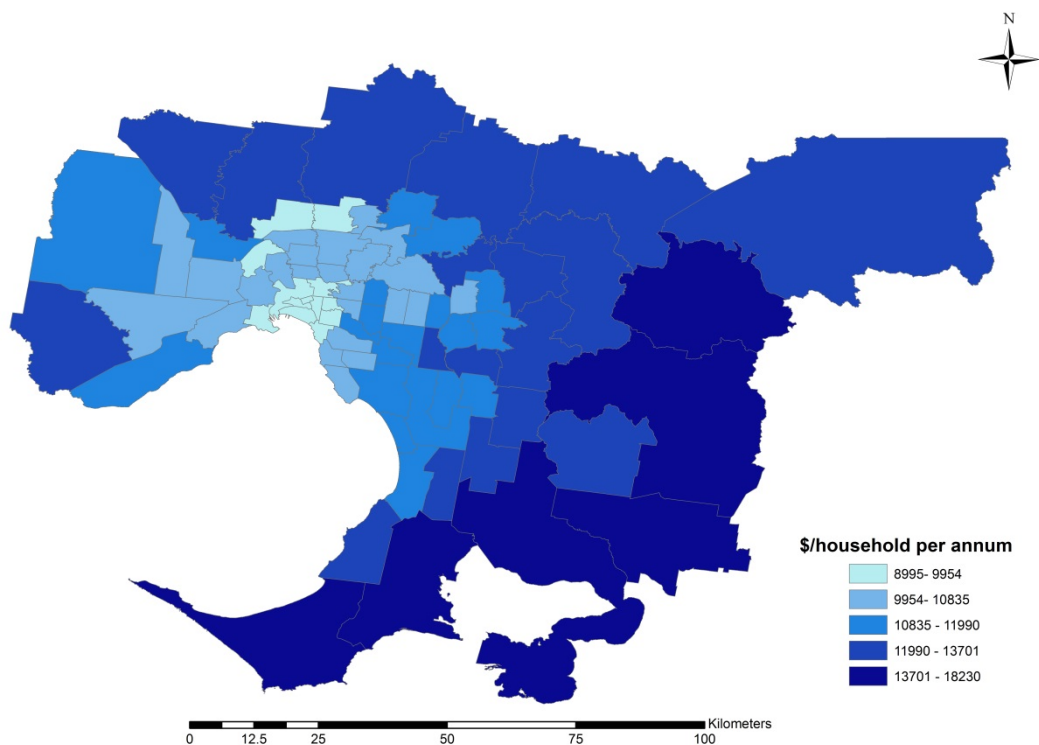 N
$/household per annum
8995- 9954
9954- 10835
10835 - 11990
11990 - 13701
13701 - 18230
Kilometers
0 12.5 25 50 75 100